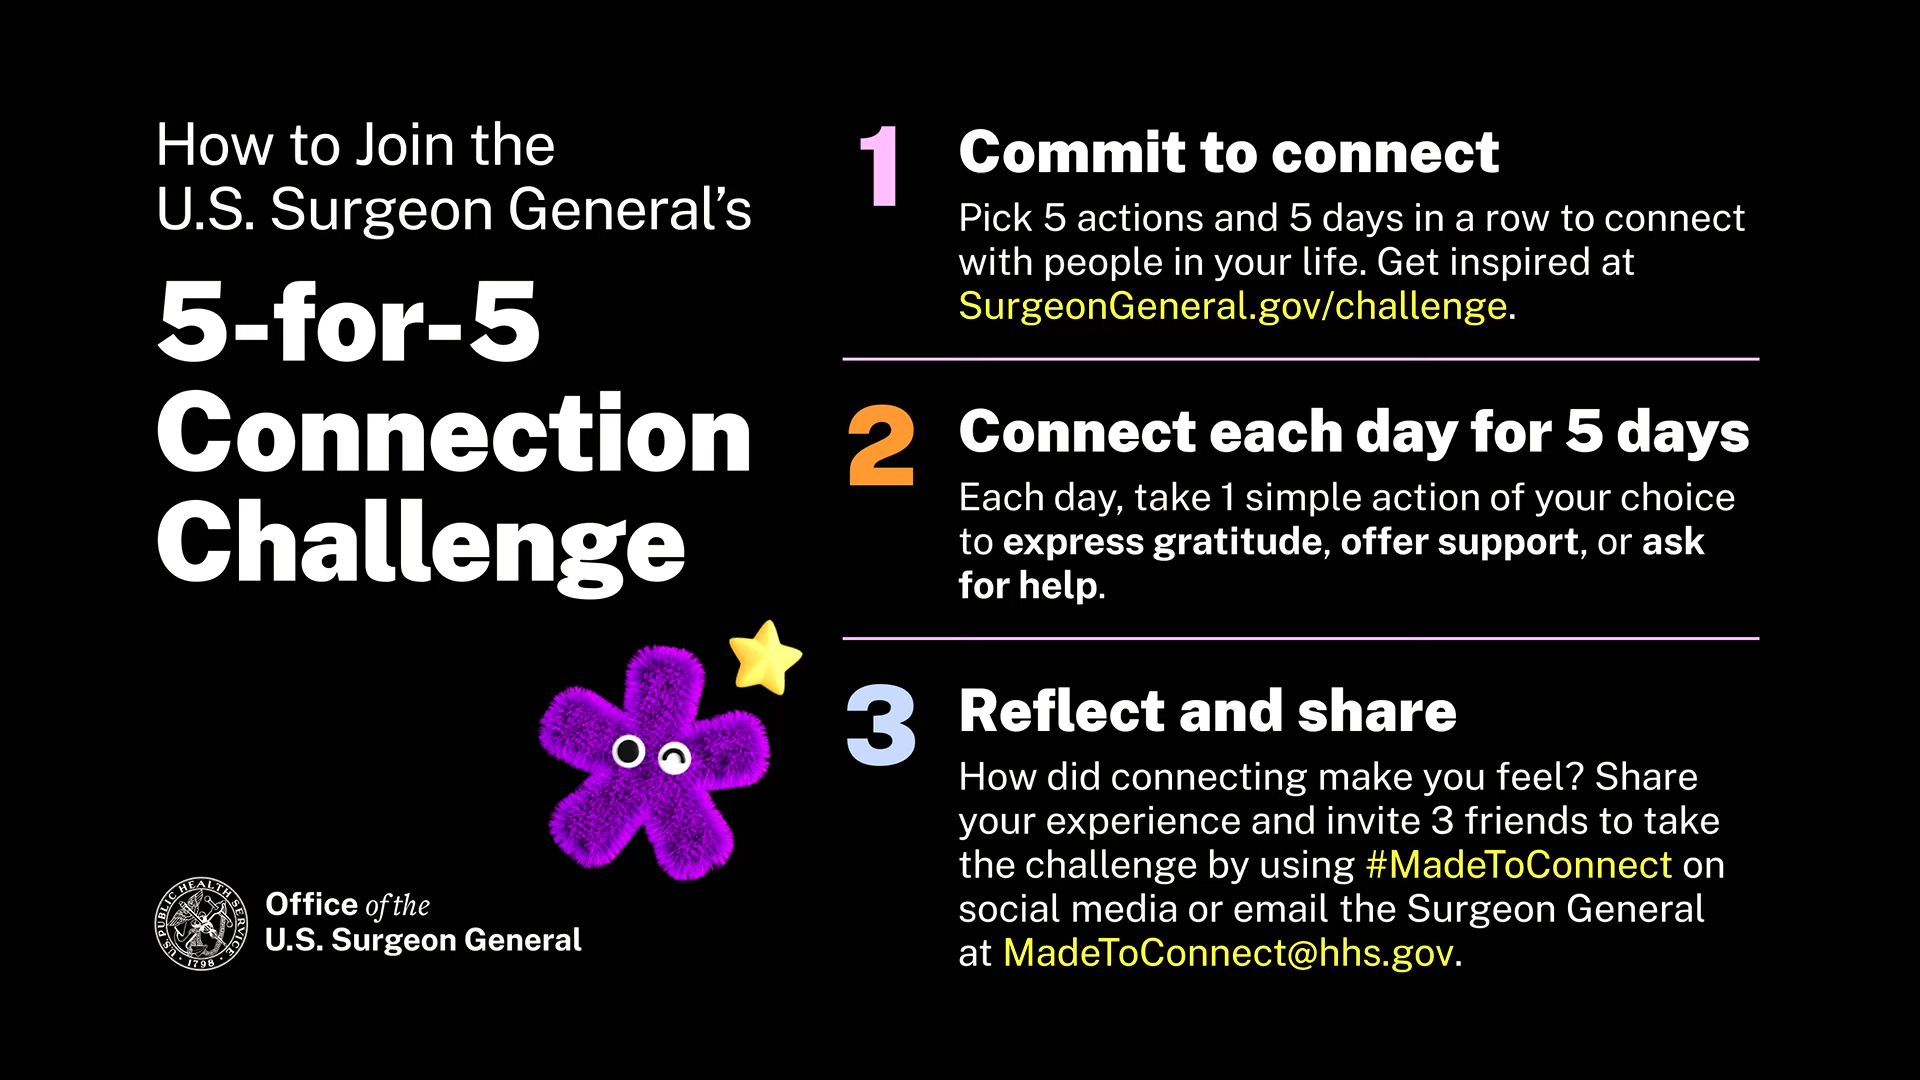 How to Join the
U.S. Surgeon General’s
5-for-5
Connection
Challenge
1
Commit to connect
Pick 5 actions and 5 days in a row to connect
with people in your life. Get inspired at
SurgeonGeneral.gov/challenge.
2
Connect each day for 5 days
Each day, take 1 simple action of your choice
to express gratitude, offer support, or ask
for help.
3
Reflect and share
How did connecting make you feel? Share
your experience and invite 3 friends to take
the challenge by using #MadeToConnect on
social media or email the Surgeon General
at MadeToConnect@hhs.gov.
U.S. PUBLIC HEALTH SERVICE
1798
Office of the
U.S. Surgeon General